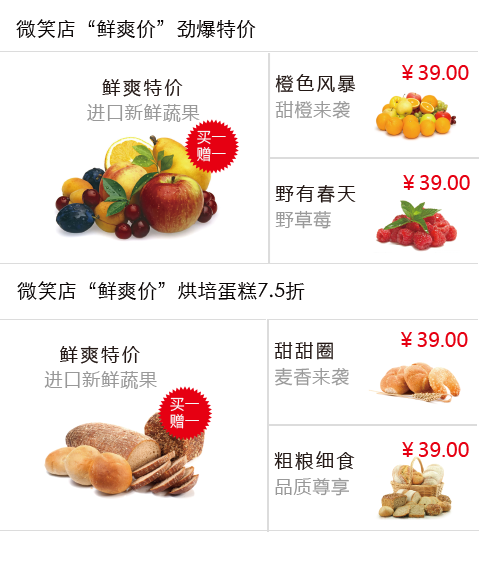 微笑店“鲜爽价”劲爆特价
鲜爽特价
进口新鲜蔬果
买一
赠一
橙色风暴
¥39.00
甜橙来袭
野有春天
¥39.00
野草莓
微笑店“鲜爽价”烘培蛋糕7.5折
鲜爽特价
进口新鲜蔬果
买一
赠一
甜甜圈
¥39.00
麦香来袭
粗粮细食
¥39.00
品质尊享